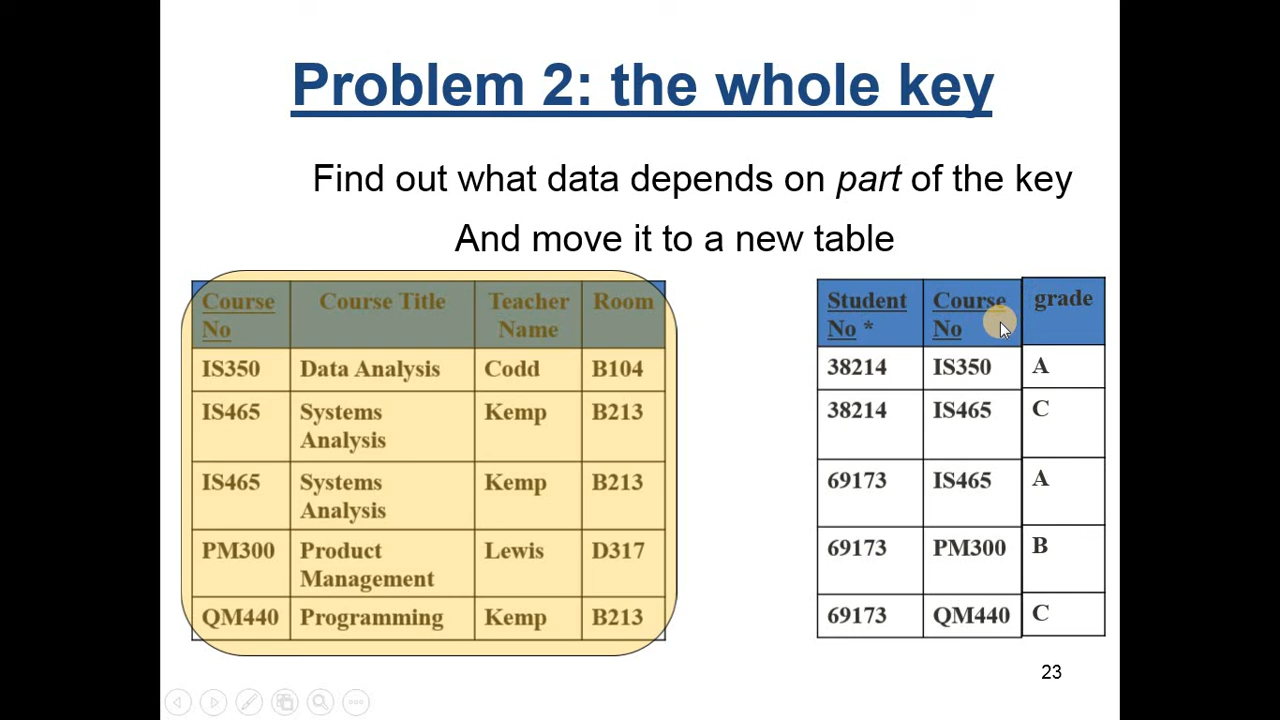 Problem 2: the whole key
Find out what data depends on part of the key
And move it to a new table
Course No Course Title Teacher Name Room
IS350 Data Analysis Codd B104
IS465 Systems Analysis Kemp B213
IS465 Systems Analysis Kemp B213
PM300 Product Management Lewis D317
QM440 Programming Kemp B213
Student No * Course No grade
38214 IS350 A
38214 IS465 C
69173 IS465 A
69173 PM300 B
69173 QM440 C
23